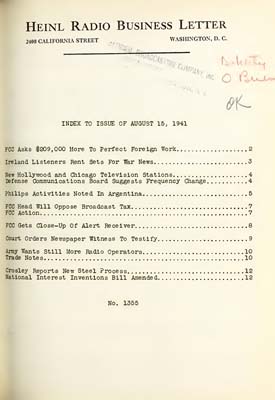 HEINL RADIO BUSINESS LETTER
2400 CALIFORNIA STREET WASHINGTON, D. C.
NATIONAL BROADCASTING COMPANY, INC.
OK
INDEX TO ISSUE OF AUGUST 15, 1941
FCC Asks $209,000 More To Perfect Foreign Work....................2
Ireland Listeners Rent Sets For War News..........................3
New Hollywood and Chicago Television Stations.....................4
Defense Communications Board Suggests Frequency Change............4
Philips Activities Noted In Argentina.............................5
FCC Head Will Oppose Broadcast Tax................................7
FCC Action........................................................7
FCC Gets Close-Up Of Alert Receiver...............................8
Court Orders Newspaper Witness To Testify.........................9
Army Wants Still More Radio Operators............................10
Trade Notes......................................................10
Crosley Reports New Steel Process................................12
National Interest Inventions Bill Amended........................12
No. 1355